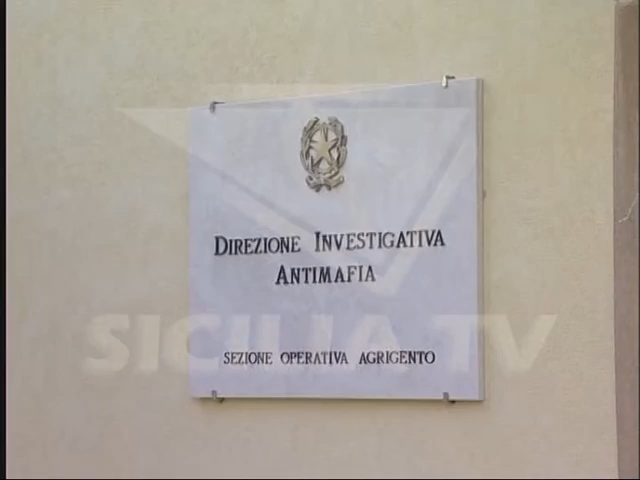 DIREZIONE INVESTIGATIVA
ANTIMAFIA
SICILIA TV
SEZIONE OPERATIVA AGRIGENTO